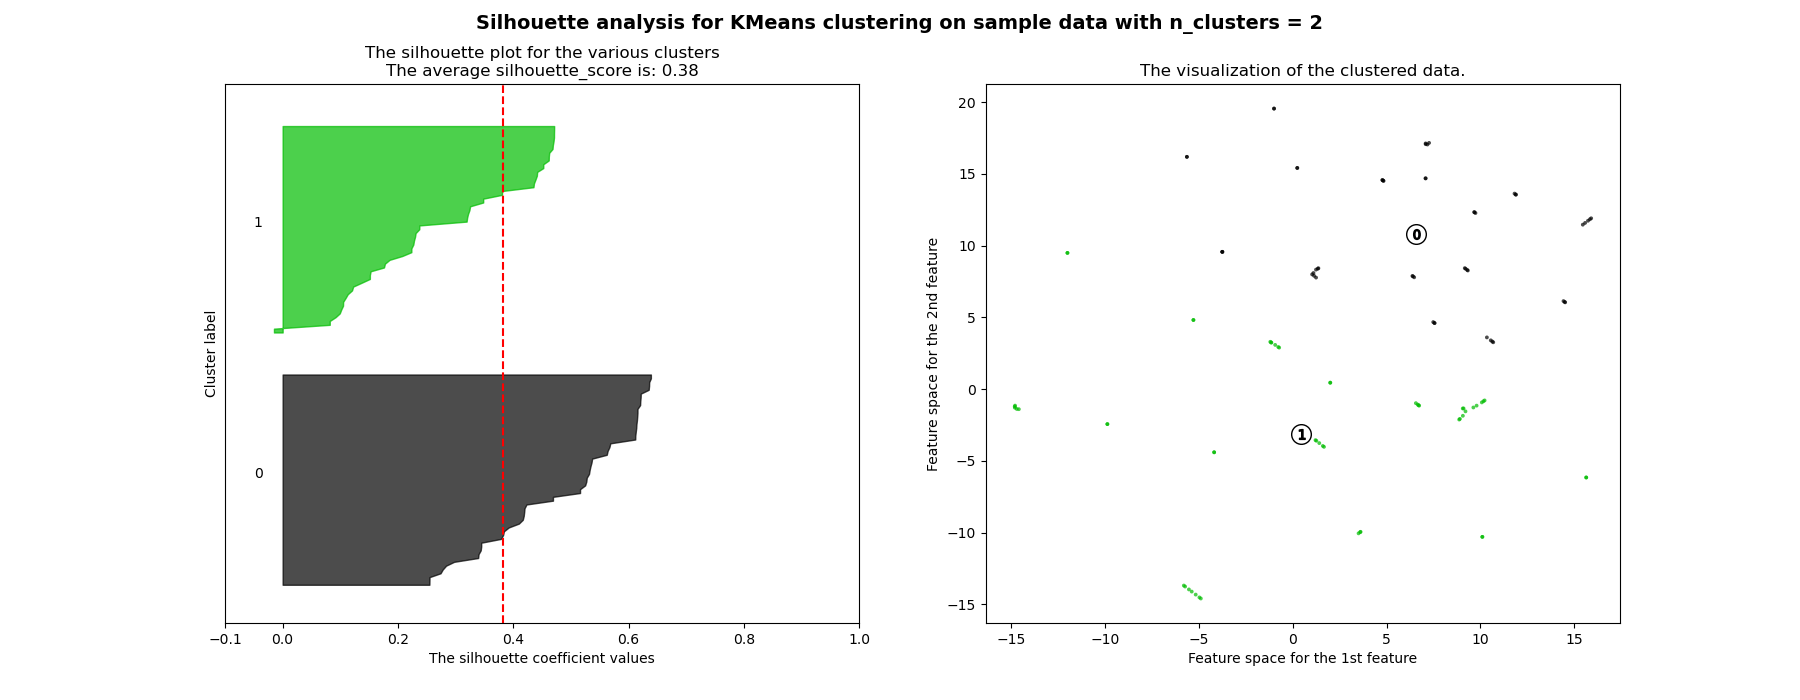 Silhouette analysis for KMeans clustering on sample data with n_clusters = 2
The silhouette plot for the various clusters
The average silhouette_score is: 0.38
Cluster label
1
0
−0.1 0.0 0.2 0.4 0.6 0.8 1.0
The silhouette coefficient values
The visualization of the clustered data.
Feature space for the 2nd feature
20
15
10
5
0
−5
−10
−15
0
1
−15 −10 −5 0 5 10 15
Feature space for the 1st feature